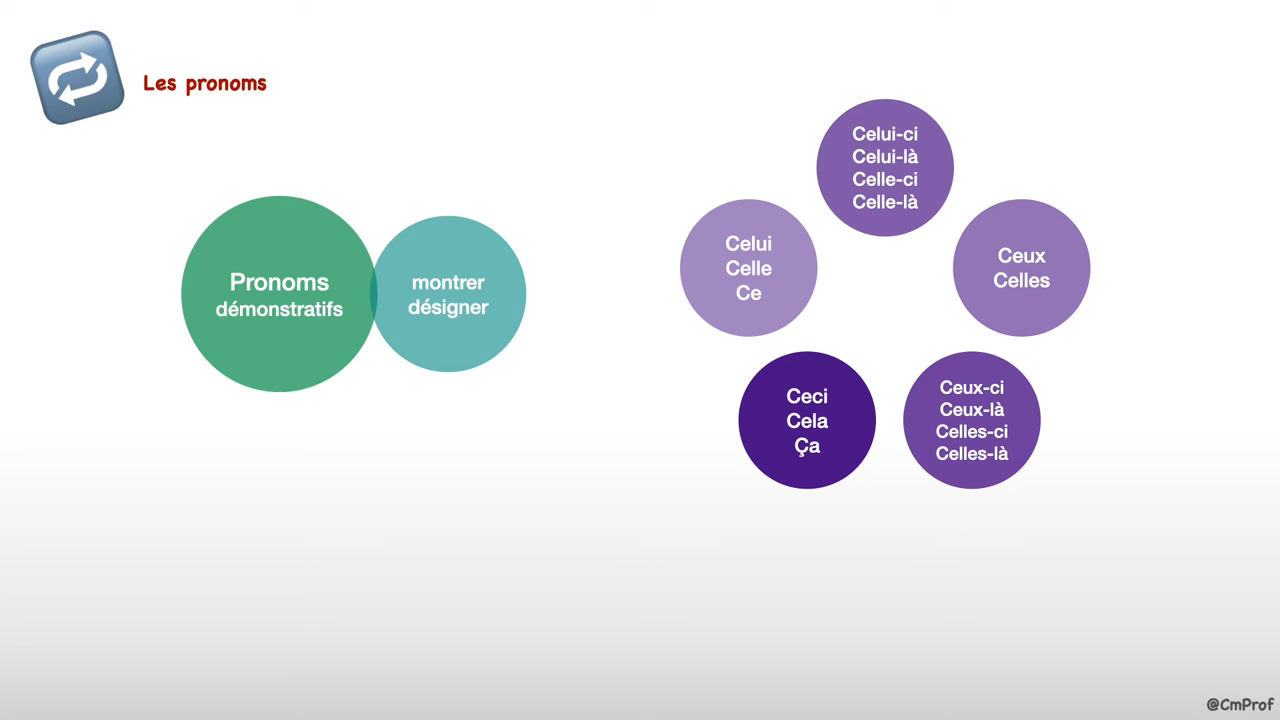 Les pronoms
Pronoms
démonstratifs
montrer
désigner
Celui-ci
Celui-là
Celle-ci
Celle-là
Celui
Celle
Ce
Ceux
Celles
Ceci
Cela
Ça
Ceux-ci
Ceux-là
Celles-ci
Celles-là
@CmProf